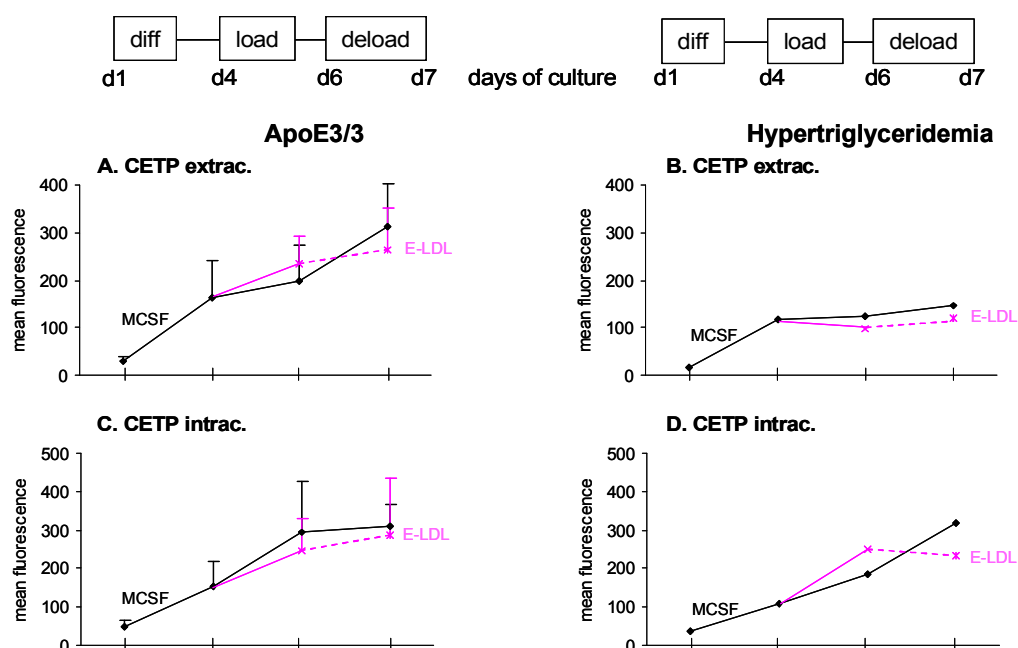 diff load deload diff load deload
d1 d4 d6 d7 days of culture d1 d4 d6 d7
ApoE3/3 Hypertriglyceridemia
A. CETP extrac.
400
300
200
100
0
mean fluorescence
MCSF
E-LDL
B. CETP extrac.
400
300
200
100
0
mean fluorescence
MCSF
E-LDL
C. CETP intrac.
500
400
300
200
100
0
mean fluorescence
MCSF
E-LDL
D. CETP intrac.
500
400
300
200
100
0
mean fluorescence
MCSF
E-LDL